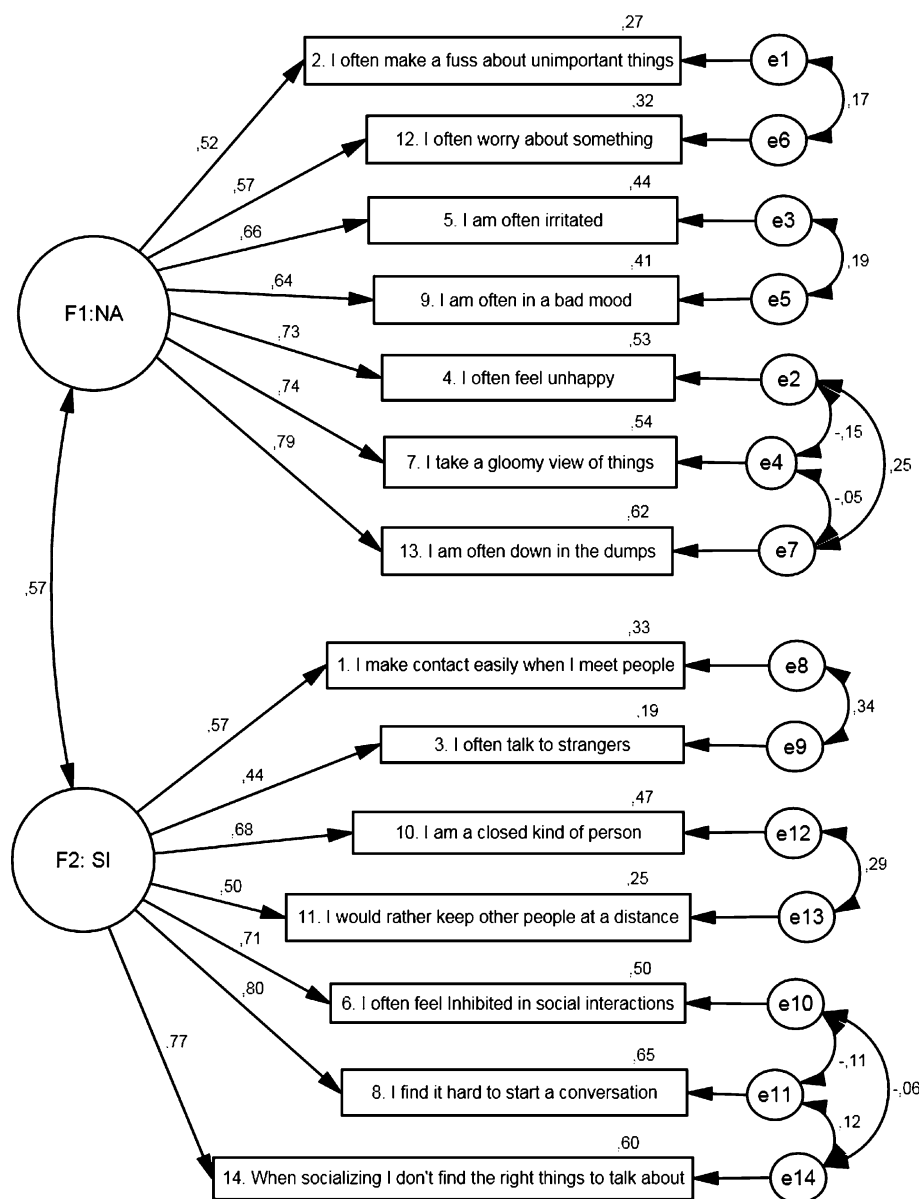 ,27
2. I often make a fuss about unimportant things
e1
,17
,52
,32
12. I often worry about something
e6
,57
,44
5. I am often irritated
e3
,66
,19
,41
9. I am often in a bad mood
e5
,64
F1:NA
,53
4. I often feel unhappy
e2
,73
-,15
,25
,54
7. I take a gloomy view of things
e4
,74
-,05
,62
13. I am often down in the dumps
e7
,79
,57
,33
1. I make contact easily when I meet people
e8
,57
,34
,19
3. I often talk to strangers
e9
,44
,47
10. I am a closed kind of person
e12
,68
,29
F2: SI
,25
11. I would rather keep other people at a distance
e13
,50
,50
6. I often feel Inhibited in social interactions
e10
,71
-,11
-,06
,65
8. I find it hard to start a conversation
e11
,80
.12
.77
,60
14. When socializing I don't find the right things to talk about
e14